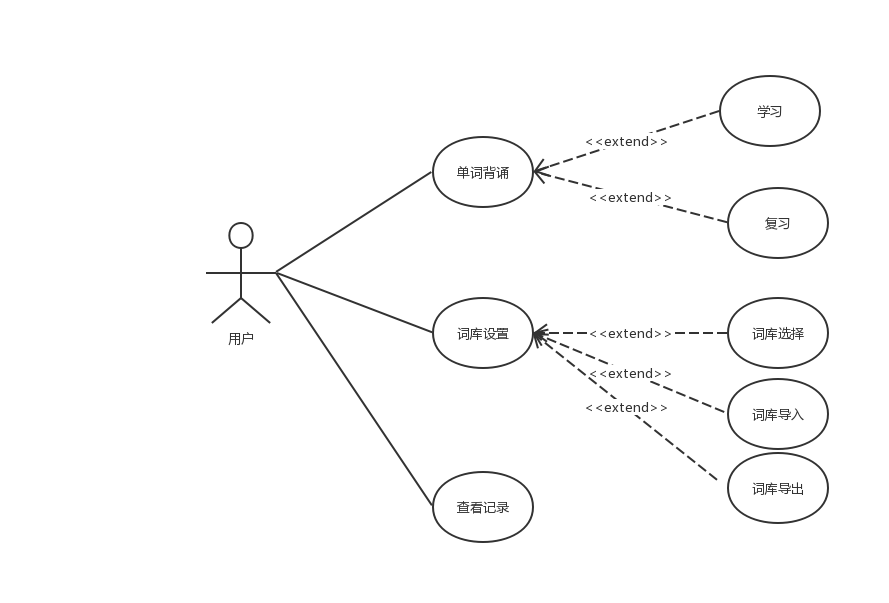 学习
<<extend>>
单词背诵
<<extend>>
复习
用户
词库设置
<<extend>>
词库选择
<<extend>>
<<extend>>
词库导入
词库导出
查看记录